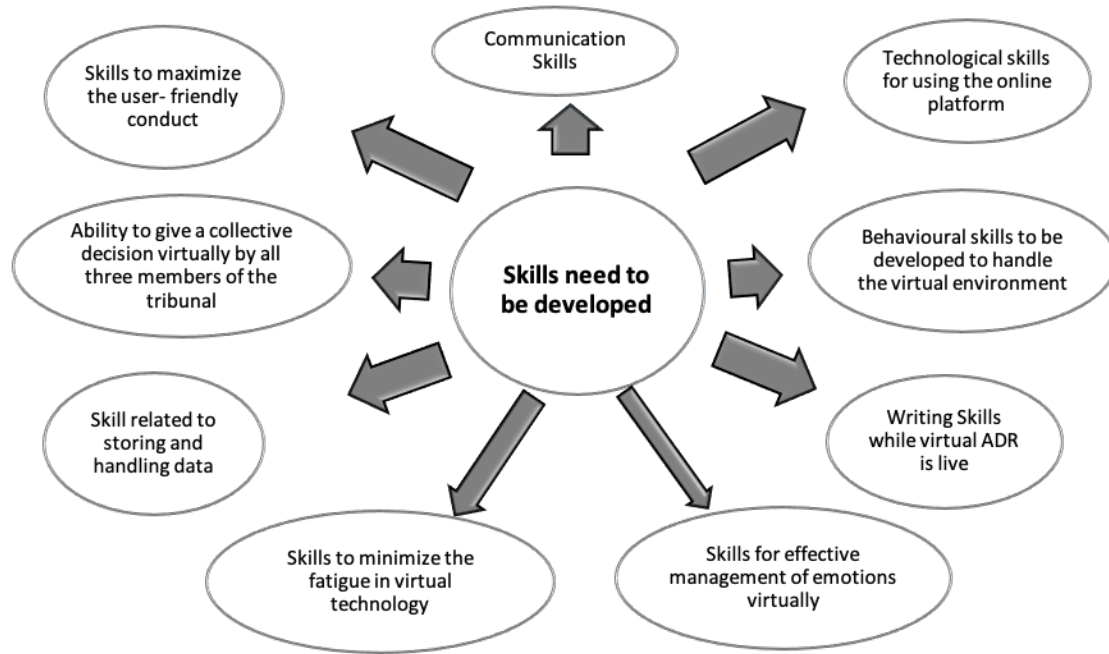 Communication
Skills
Skills to maximize
the user- friendly
conduct
Technological skills
for using the online
platform
Ability to give a collective
decision virtually by all
three members of the
tribunal
Skills need to
be developed
Behavioural skills to be
developed to handle
the virtual environment
Skill related to
storing and
handling data
Writing Skills
while virtual ADR
is live
Skills to minimize the
fatigue in virtual
technology
Skills for effective
management of emotions
virtually